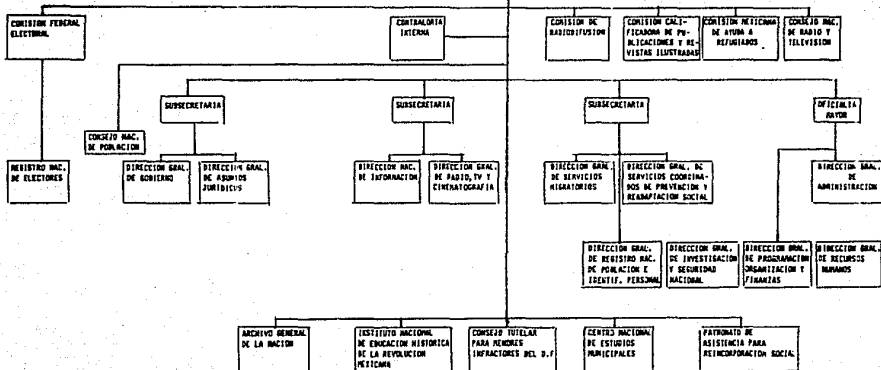 COMISION FEDERAL
ELECTORAL
CONTRALORIA
INTERNA
COMISION DE
RADIODIFUSION
COMISION CALI-
FICADORA DE PU-
BLICACIONES Y RE-
VISTAS ILUSTRADAS
COMISION MEXICANA
DE AYUDA A
REFUGIADOS
CONSEJO NAC.
DE RADIO Y
TELEVISION
SUBSECRETARIA
SUBSECRETARIA
SUBSECRETARIA
OFICIALIA
MAYOR
CONSEJO NAC.
DE POBLACION
REGISTRO NAC.
DE ELECTORES
DIRECCION GRAL.
DE GOBIERNO
DIRECCION GRAL.
DE ASUNTOS
JURIDICOS
DIRECCION NAC.
DE INFORMACION
DIRECCION GRAL.
DE RADIO, TV Y
CINEMATOGRAFIA
DIRECCION GRAL.
DE SERVICIOS
MIGRATORIOS
DIRECCION GRAL. DE
SERVICIOS COORDINA-
DOS DE PREVENCION Y
READAPTACION SOCIAL
DIRECCION GRAL.
DE
ADMINISTRACION
DIRECCION GRAL.
DE REGISTRO NAC.
DE POBLACION E
IDENTIF. PERSONAL
DIRECCION GRAL.
DE INVESTIGACION
Y SEGURIDAD
NACIONAL
DIRECCION GRAL.
DE PROGRAMACION
ORGANIZACION Y
FINANZAS
DIRECCION GRAL.
DE RECURSOS
HUMANOS
ARCHIVO GENERAL
DE LA NACION
INSTITUTO NACIONAL
DE EDUCACION HISTORICA
DE LA REVOLUCION
MEXICANA
CONSEJO TUTELAR
PARA MENORES
INFRACTORES DEL D.F
CENTRO NACIONAL
DE ESTUDIOS
MUNICIPALES
PATRONATO DE
ASISTENCIA PARA
REINCORPORACION SOCIAL